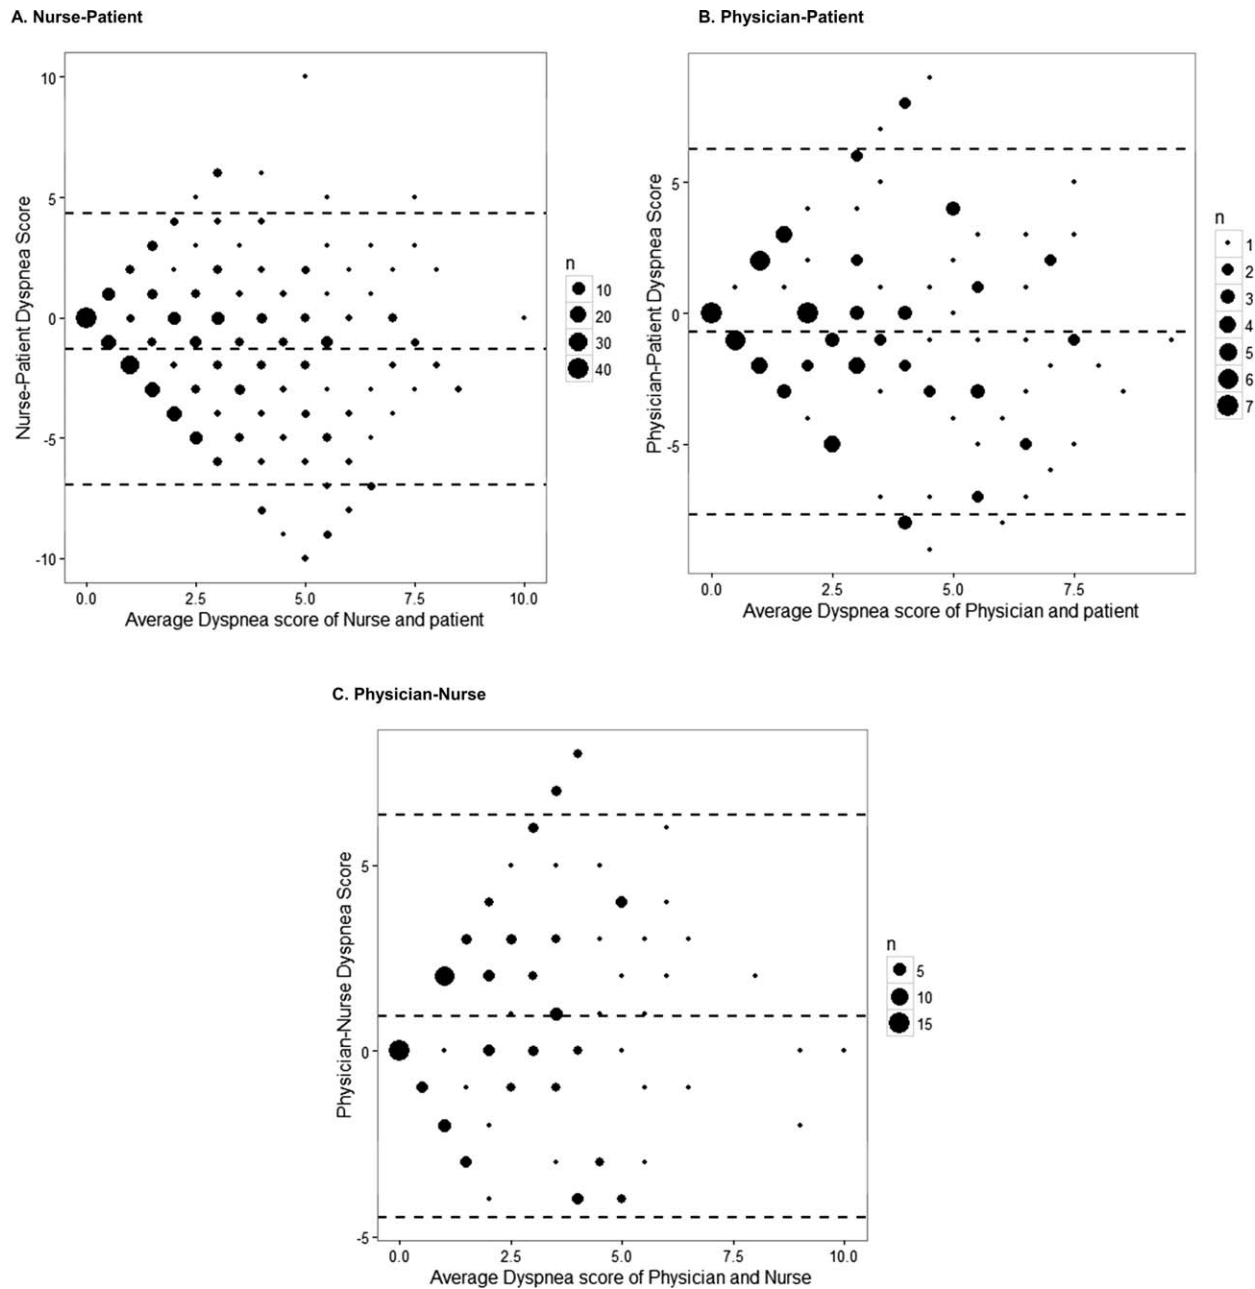 A. Nurse-Patient
Nurse-Patient Dyspnea Score
10
5
0
-5
-10
0.0 2.5 5.0 7.5 10.0
Average Dyspnea score of Nurse and patient
n
10
20
30
40
B. Physician-Patient
Physician-Patient Dyspnea Score
5
0
-5
0.0 2.5 5.0 7.5
Average Dyspnea score of Physician and patient
n
1
2
3
4
5
6
7
C. Physician-Nurse
Physician-Nurse Dyspnea Score
5
0
-5
0.0 2.5 5.0 7.5 10.0
Average Dyspnea score of Physician and Nurse
n
5
10
15